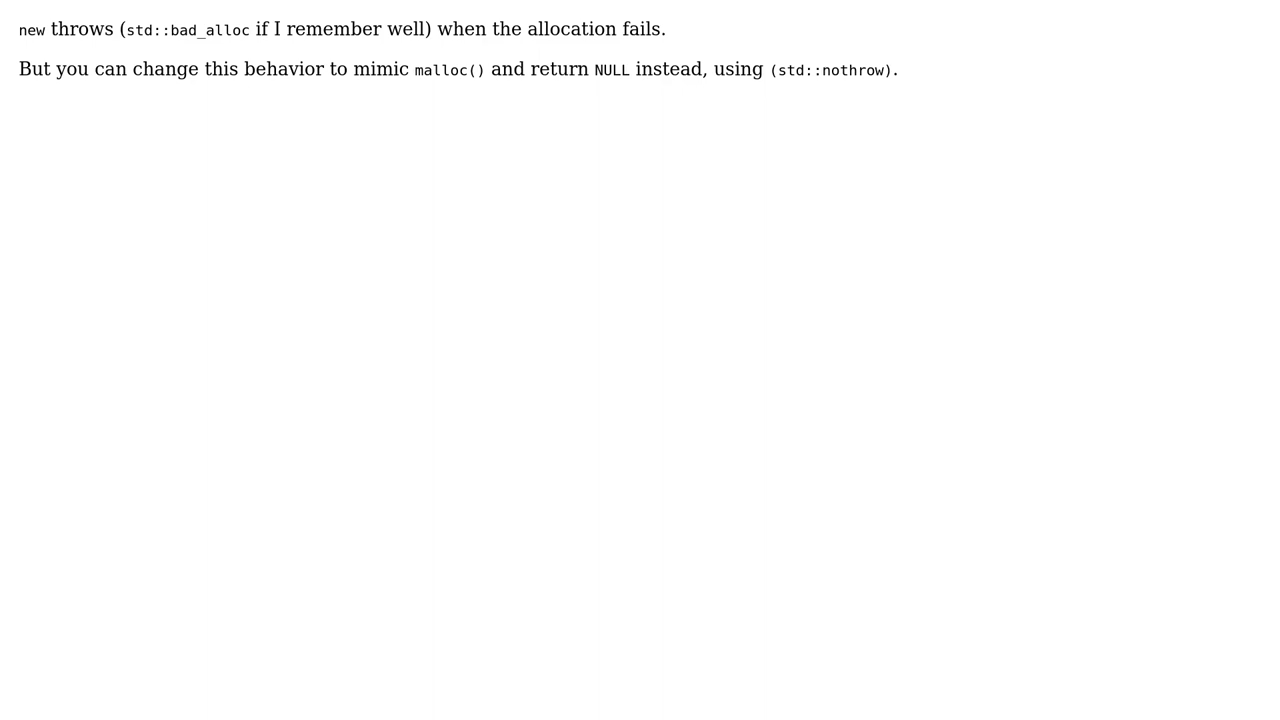 new throws (std::bad_alloc if I remember well) when the allocation fails.
But you can change this behavior to mimic malloc() and return NULL instead, using (std::nothrow).